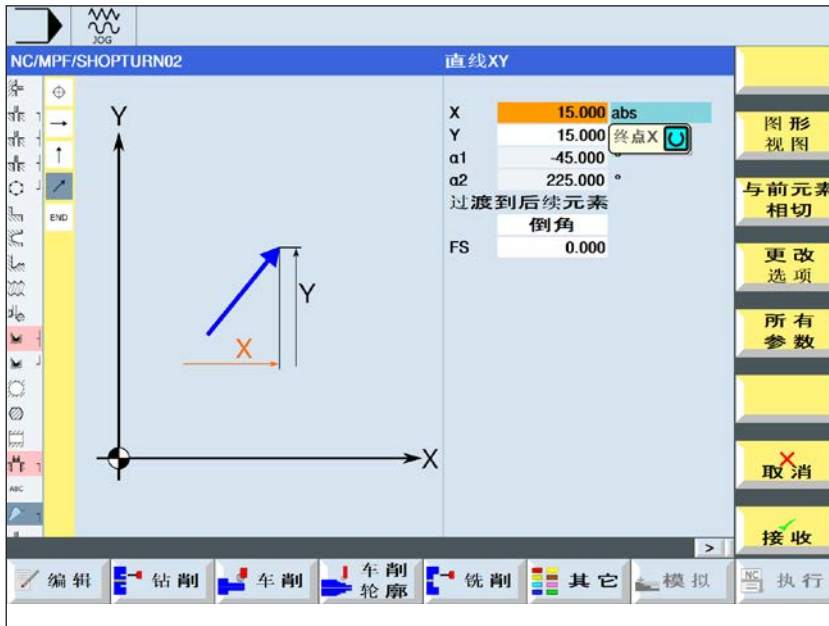 JOG
NC/MPF/SHOPTURN02
直线XY
X 15.000 abs
Y 15.000 终点X
α1 -45.000 °
α2 225.000 °
过渡到后续元素
倒角
FS 0.000
END
ABC
Y
Y
X
X
图形
视图
与前元素
相切
更改
选项
所有
参数
取消
接收
>
编辑
钻削
车削
车削
轮廓
铣削
其它
模拟
NC
执行